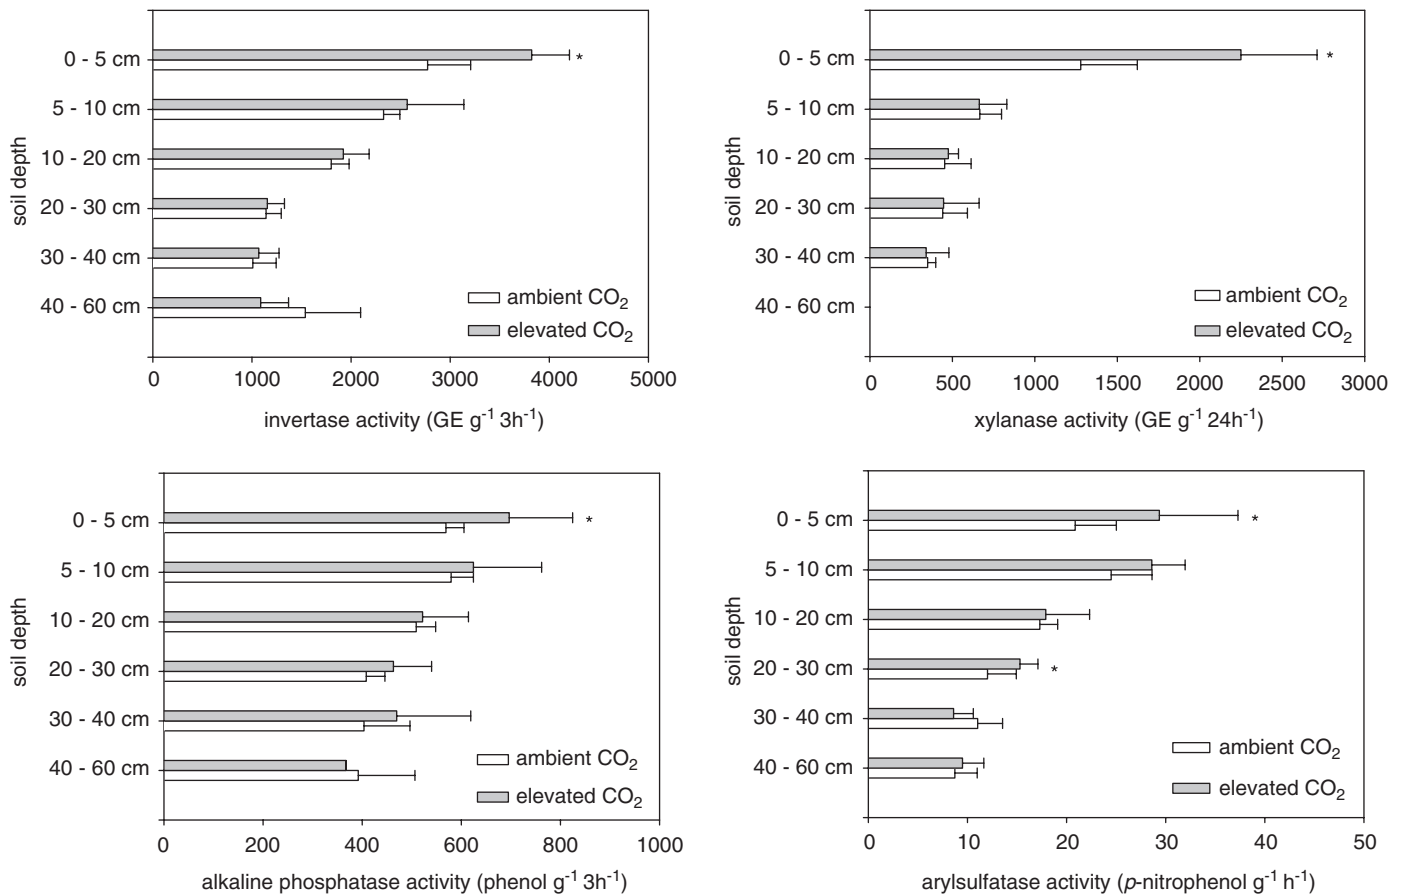 soil depth
0 - 5 cm
5 - 10 cm
10 - 20 cm
20 - 30 cm
30 - 40 cm
40 - 60 cm
*
ambient CO₂
elevated CO₂
0 1000 2000 3000 4000 5000
invertase activity (GE g⁻¹ 3h⁻¹)
soil depth
0 - 5 cm
5 - 10 cm
10 - 20 cm
20 - 30 cm
30 - 40 cm
40 - 60 cm
*
ambient CO₂
elevated CO₂
0 500 1000 1500 2000 2500 3000
xylanase activity (GE g⁻¹ 24h⁻¹)
soil depth
0 - 5 cm
5 - 10 cm
10 - 20 cm
20 - 30 cm
30 - 40 cm
40 - 60 cm
*
ambient CO₂
elevated CO₂
0 200 400 600 800 1000
alkaline phosphatase activity (phenol g⁻¹ 3h⁻¹)
soil depth
0 - 5 cm
5 - 10 cm
10 - 20 cm
20 - 30 cm
30 - 40 cm
40 - 60 cm
*
*
ambient CO₂
elevated CO₂
0 10 20 30 40 50
arylsulfatase activity (p-nitrophenol g⁻¹ h⁻¹)